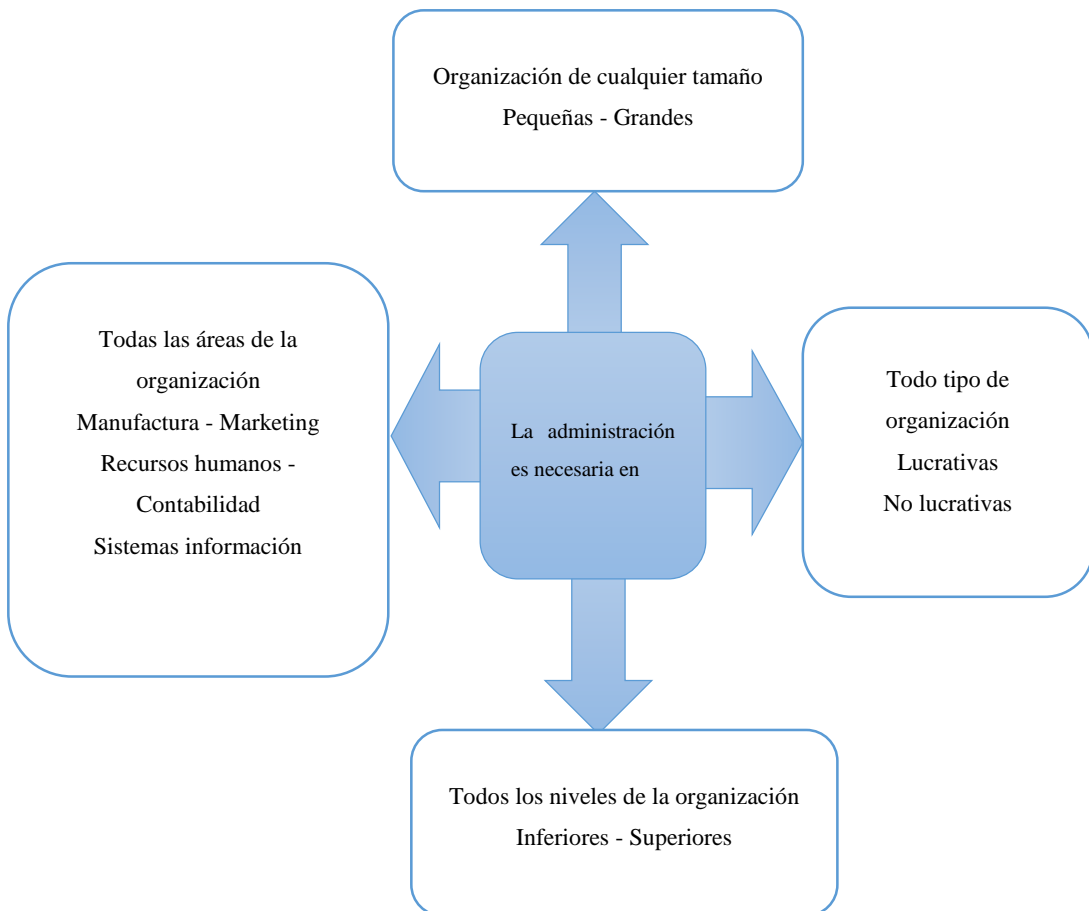 Organización de cualquier tamaño
Pequeñas - Grandes
Todas las áreas de la
organización
Manufactura - Marketing
Recursos humanos -
Contabilidad
Sistemas información
La administración
es necesaria en
Todo tipo de
organización
Lucrativas
No lucrativas
Todos los niveles de la organización
Inferiores - Superiores